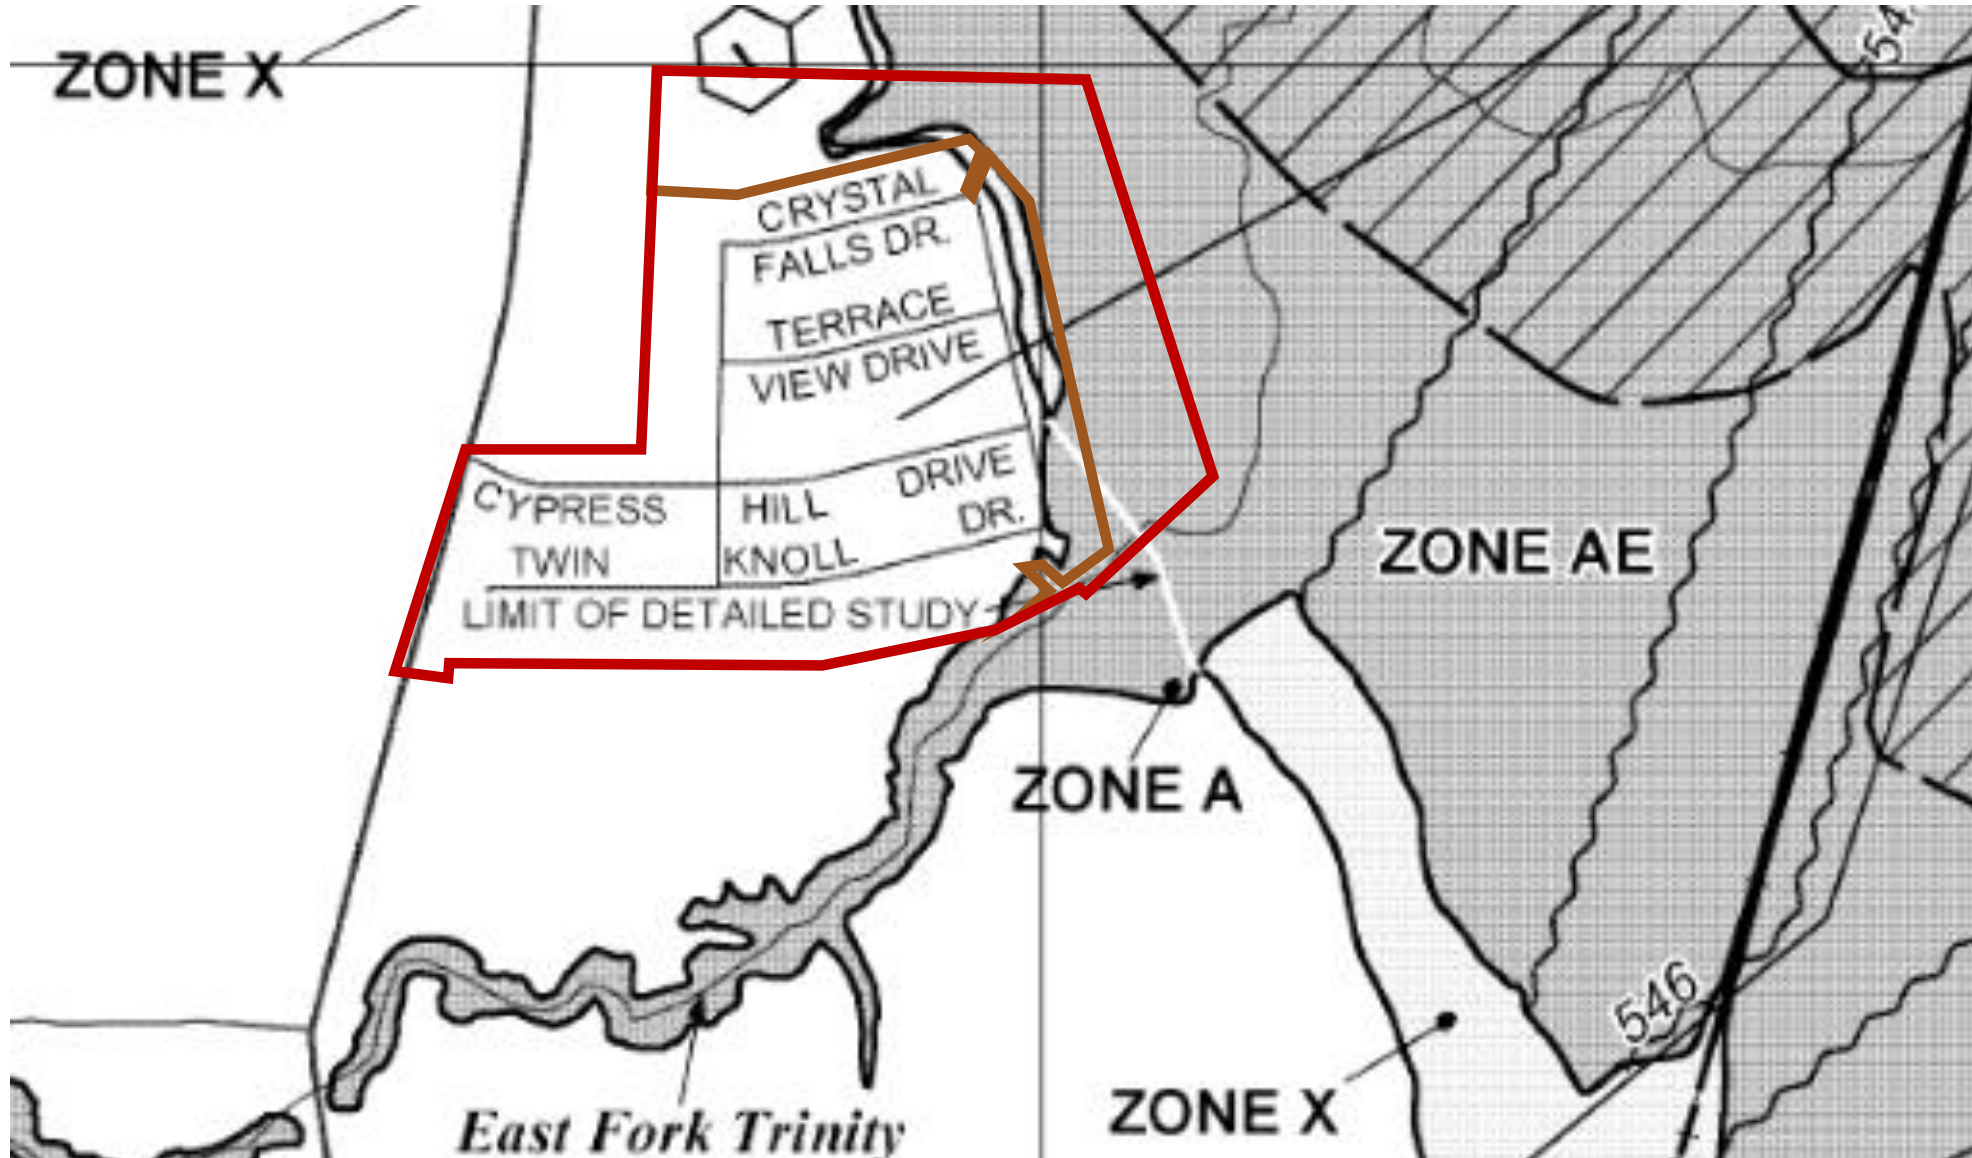 ZONE X
CRYSTAL
FALLS DR.
TERRACE
VIEW DRIVE
CYPRESS HILL DRIVE
TWIN KNOLL DR.
LIMIT OF DETAILED STUDY
ZONE AE
ZONE A
546
ZONE X
East Fork Trinity